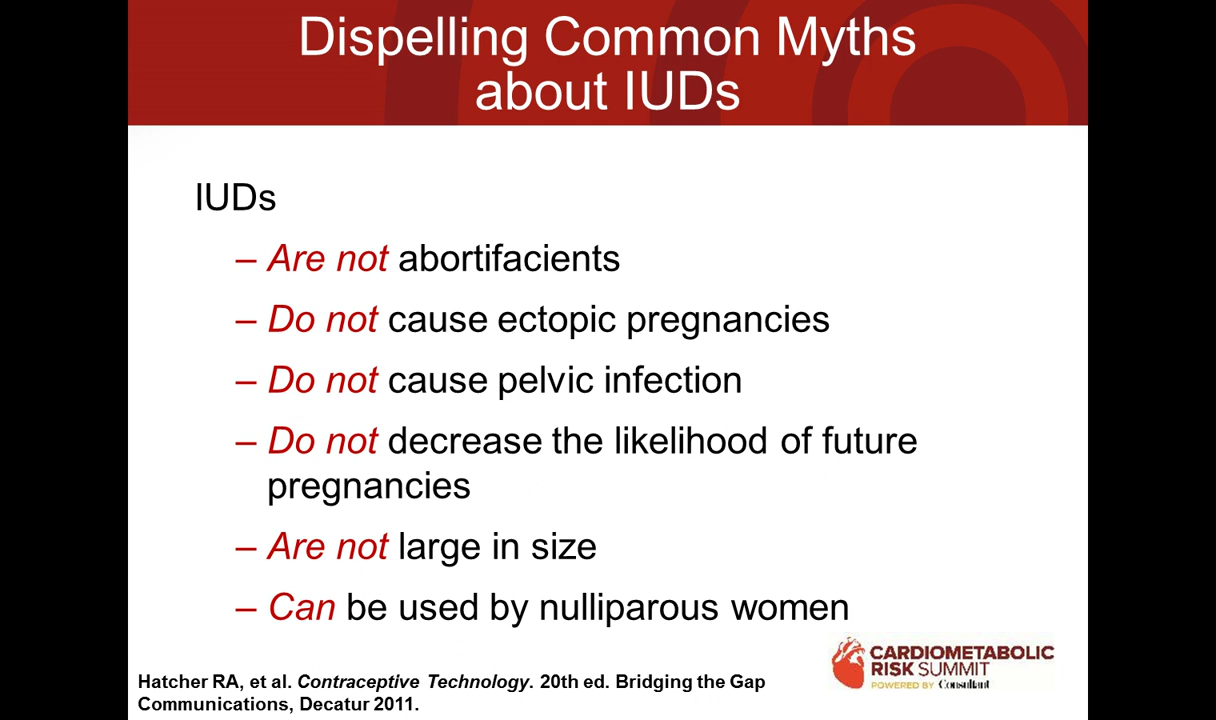 Dispelling Common Myths
about IUDs
IUDs
– Are not abortifacients
– Do not cause ectopic pregnancies
– Do not cause pelvic infection
– Do not decrease the likelihood of future
pregnancies
– Are not large in size
– Can be used by nulliparous women
CARDIOMETABOLIC
RISK SUMMIT
POWERED BY Consultant
Hatcher RA, et al. Contraceptive Technology. 20th ed. Bridging the Gap
Communications, Decatur 2011.